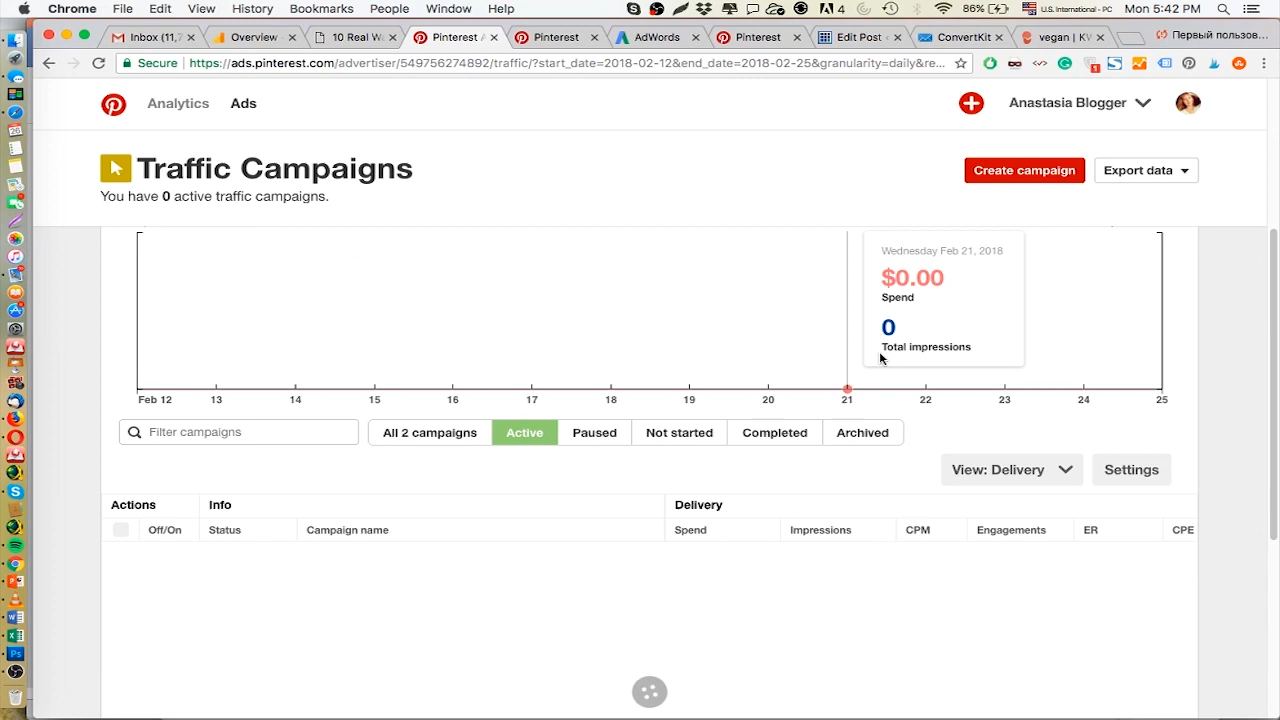 Chrome File Edit View History Bookmarks People Window Help 4 86% U.S. International - PC Mon 5:42 PM
Inbox (11,7 Overview - 10 Real W Pinterest A Pinterest AdWords Pinterest Edit Post ‹ ConvertKit vegan | KW Первый пользов...
Secure https://ads.pinterest.com/advertiser/549756274892/traffic/?start_date=2018-02-12&end_date=2018-02-25&granularity=daily&re...
Analytics Ads Anastasia Blogger
Traffic Campaigns
You have 0 active traffic campaigns.
Create campaign Export data
Wednesday Feb 21, 2018
$0.00
Spend
0
Total impressions
Feb 12 13 14 15 16 17 18 19 20 21 22 23 24 25
Filter campaigns All 2 campaigns Active Paused Not started Completed Archived
View: Delivery Settings
Actions Info Delivery
Off/On Status Campaign name Spend Impressions CPM Engagements ER CPE